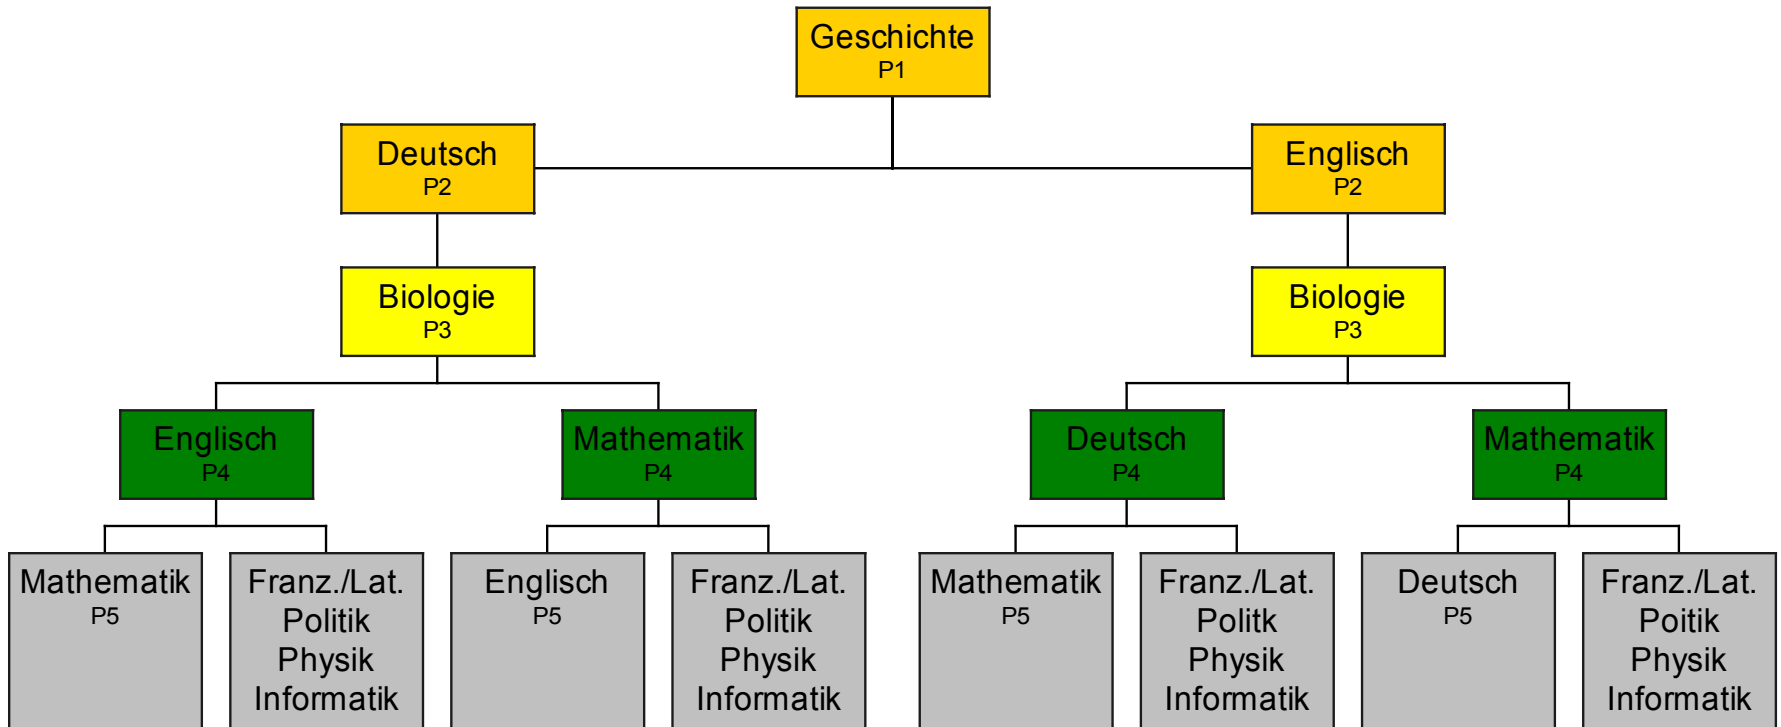 Geschichte
P1
Deutsch
P2
Englisch
P2
Biologie
P3
Biologie
P3
Englisch
P4
Mathematik
P4
Deutsch
P4
Mathematik
P4
Mathematik
P5
Franz./Lat.
Politik
Physik
Informatik
Englisch
P5
Franz./Lat.
Politik
Physik
Informatik
Mathematik
P5
Franz./Lat.
Politk
Physik
Informatik
Deutsch
P5
Franz./Lat.
Poitik
Physik
Informatik